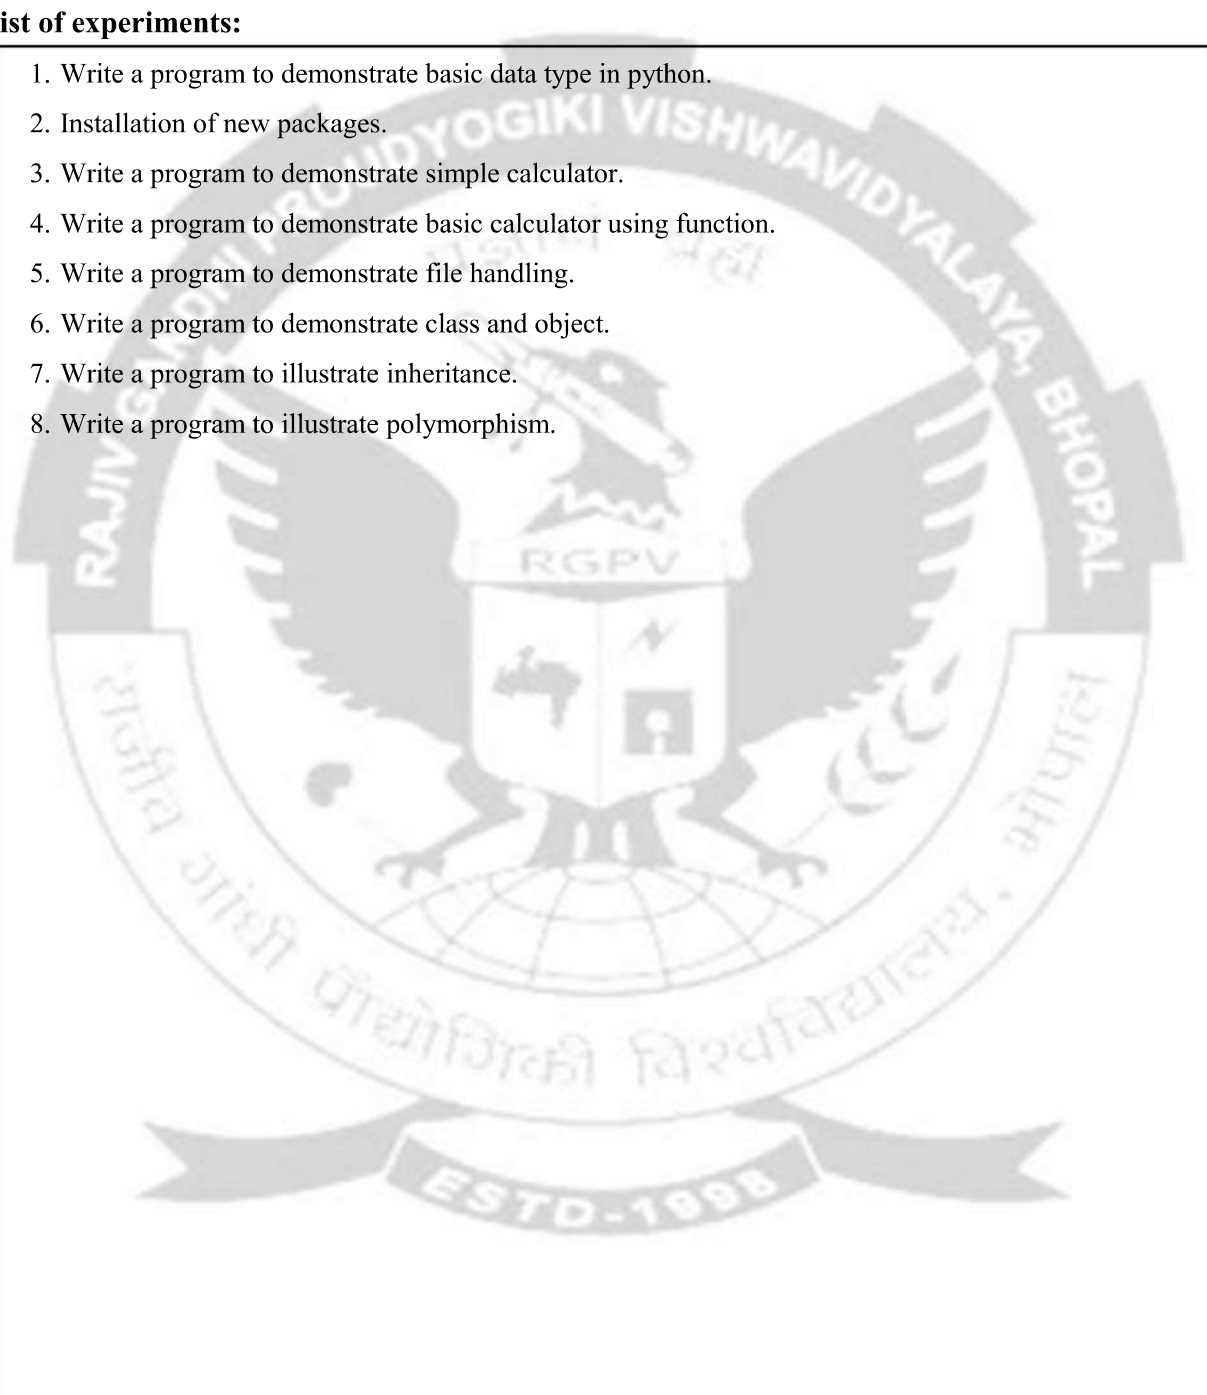 ist of experiments:
1. Write a program to demonstrate basic data type in python.
2. Installation of new packages.
3. Write a program to demonstrate simple calculator.
4. Write a program to demonstrate basic calculator using function.
5. Write a program to demonstrate file handling.
6. Write a program to demonstrate class and object.
7. Write a program to illustrate inheritance.
8. Write a program to illustrate polymorphism.
RAJIV GANDHI PROUDYOGIKI VISHWAVIDYALAYA, BHOPAL
RGPV
राजीव गांधी प्रौद्योगिकी विश्वविद्यालय, भोपाल
ESTD-1998